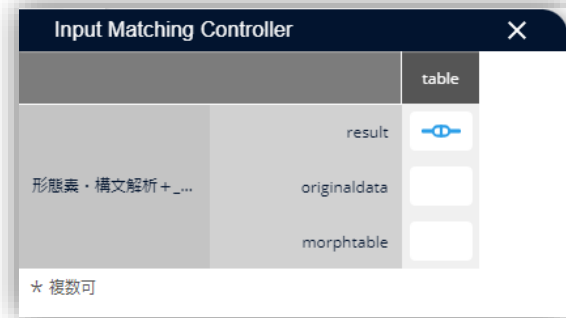 Input Matching Controller
table
result
形態素・構文解析+_...
originaldata
morphtable
* 複数可